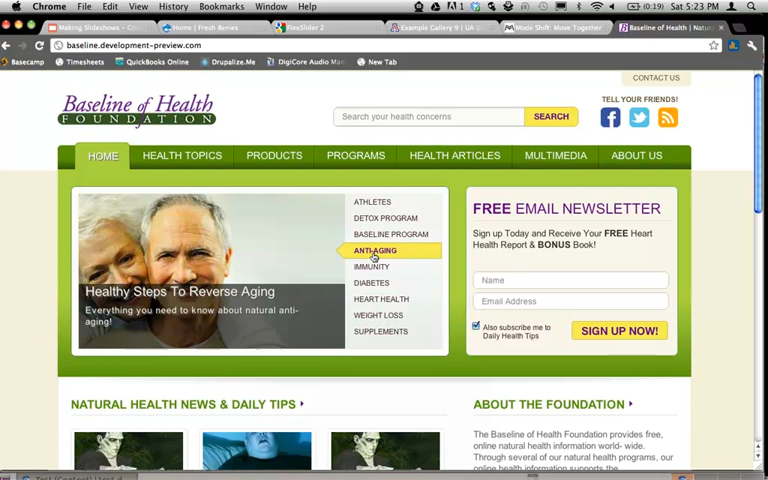 Chrome File Edit View History Bookmarks Window Help
(0:19) Sat 5:23 PM
Making Slideshows - Con
Home | Fresh Benies
FlexSlider 2
Example Gallery 9 | UA
Mode Shift: Move Together
Baseline of Health | Natur
baseline.development-preview.com
Basecamp Timesheets QuickBooks Online Drupalize.Me DigiCore Audio Man New Tab
CONTACT US
Baseline of Health
FOUNDATION
Search your health concerns
SEARCH
TELL YOUR FRIENDS!
HOME HEALTH TOPICS PRODUCTS PROGRAMS HEALTH ARTICLES MULTIMEDIA ABOUT US
Healthy Steps To Reverse Aging
Everything you need to know about natural anti-
aging!
ATHLETES
DETOX PROGRAM
BASELINE PROGRAM
ANTI-AGING
IMMUNITY
DIABETES
HEART HEALTH
WEIGHT LOSS
SUPPLEMENTS
FREE EMAIL NEWSLETTER
Sign up Today and Receive Your FREE Heart
Health Report & BONUS Book!
Name
Email Address
Also subscribe me to
Daily Health Tips
SIGN UP NOW!
NATURAL HEALTH NEWS & DAILY TIPS
ABOUT THE FOUNDATION
The Baseline of Health Foundation provides free,
online natural health information world- wide.
Through several of our natural health programs, our
online health information supports the